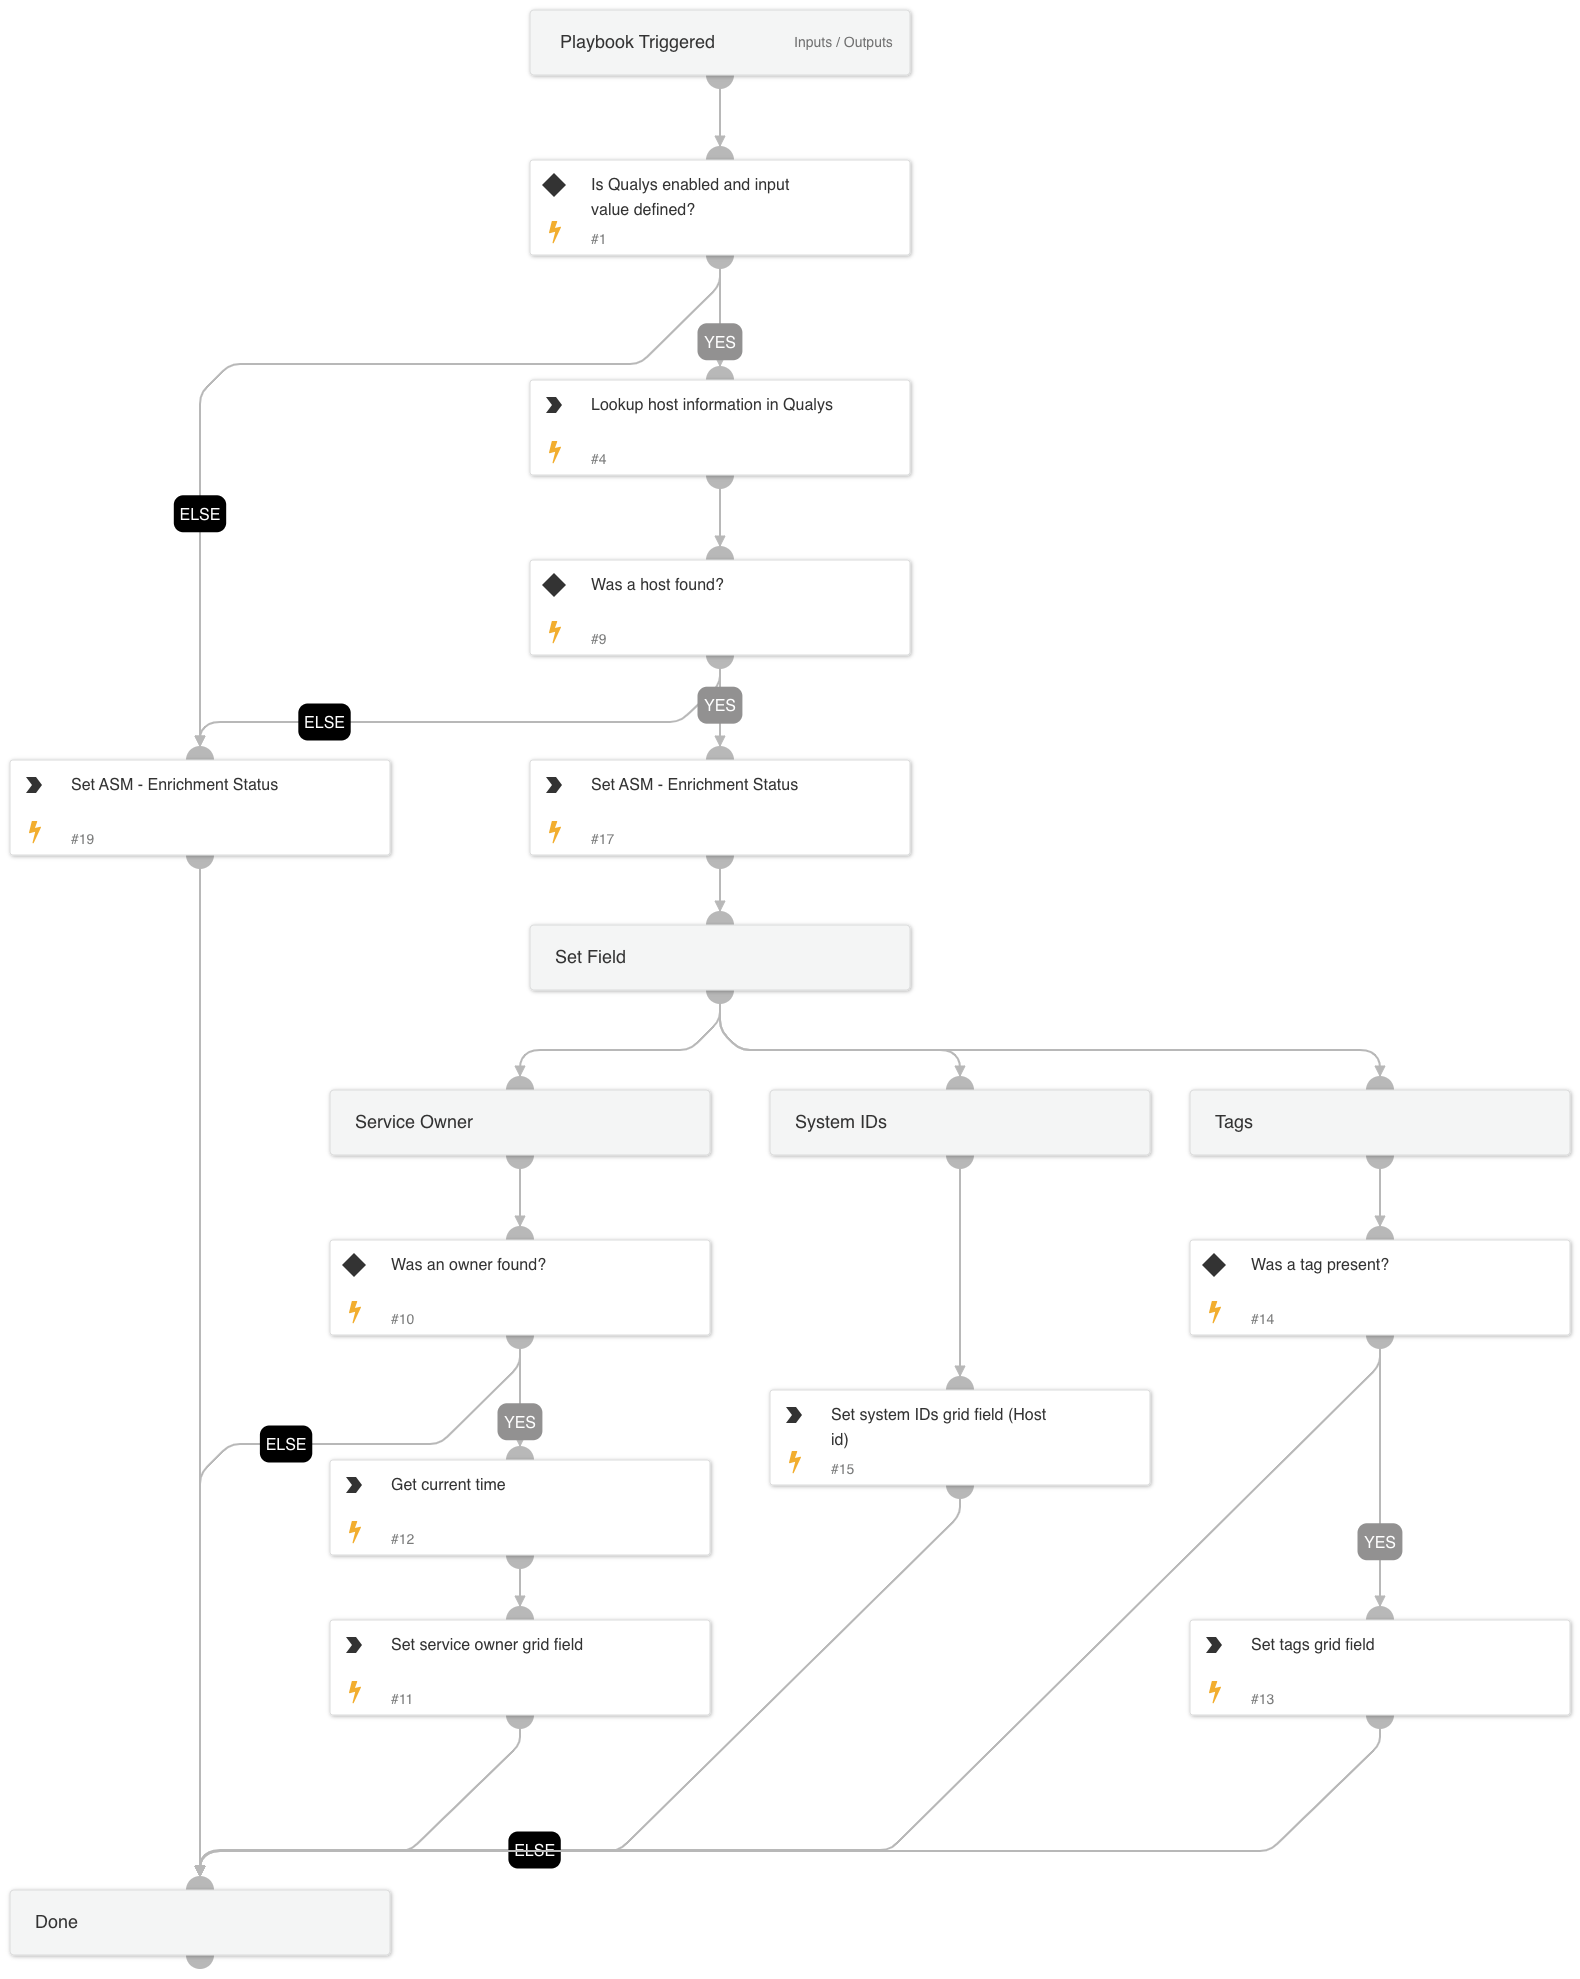 Playbook Triggered
Inputs / Outputs
Is Qualys enabled and input
value defined?
#1
YES
Lookup host information in Qualys
#4
ELSE
Was a host found?
#9
YES
ELSE
Set ASM - Enrichment Status
#19
Set ASM - Enrichment Status
#17
Set Field
Service Owner
System IDs
Tags
Was an owner found?
#10
Was a tag present?
#14
YES
ELSE
Set system IDs grid field (Host
id)
#15
Get current time
#12
YES
Set service owner grid field
#11
Set tags grid field
#13
ELSE
Done